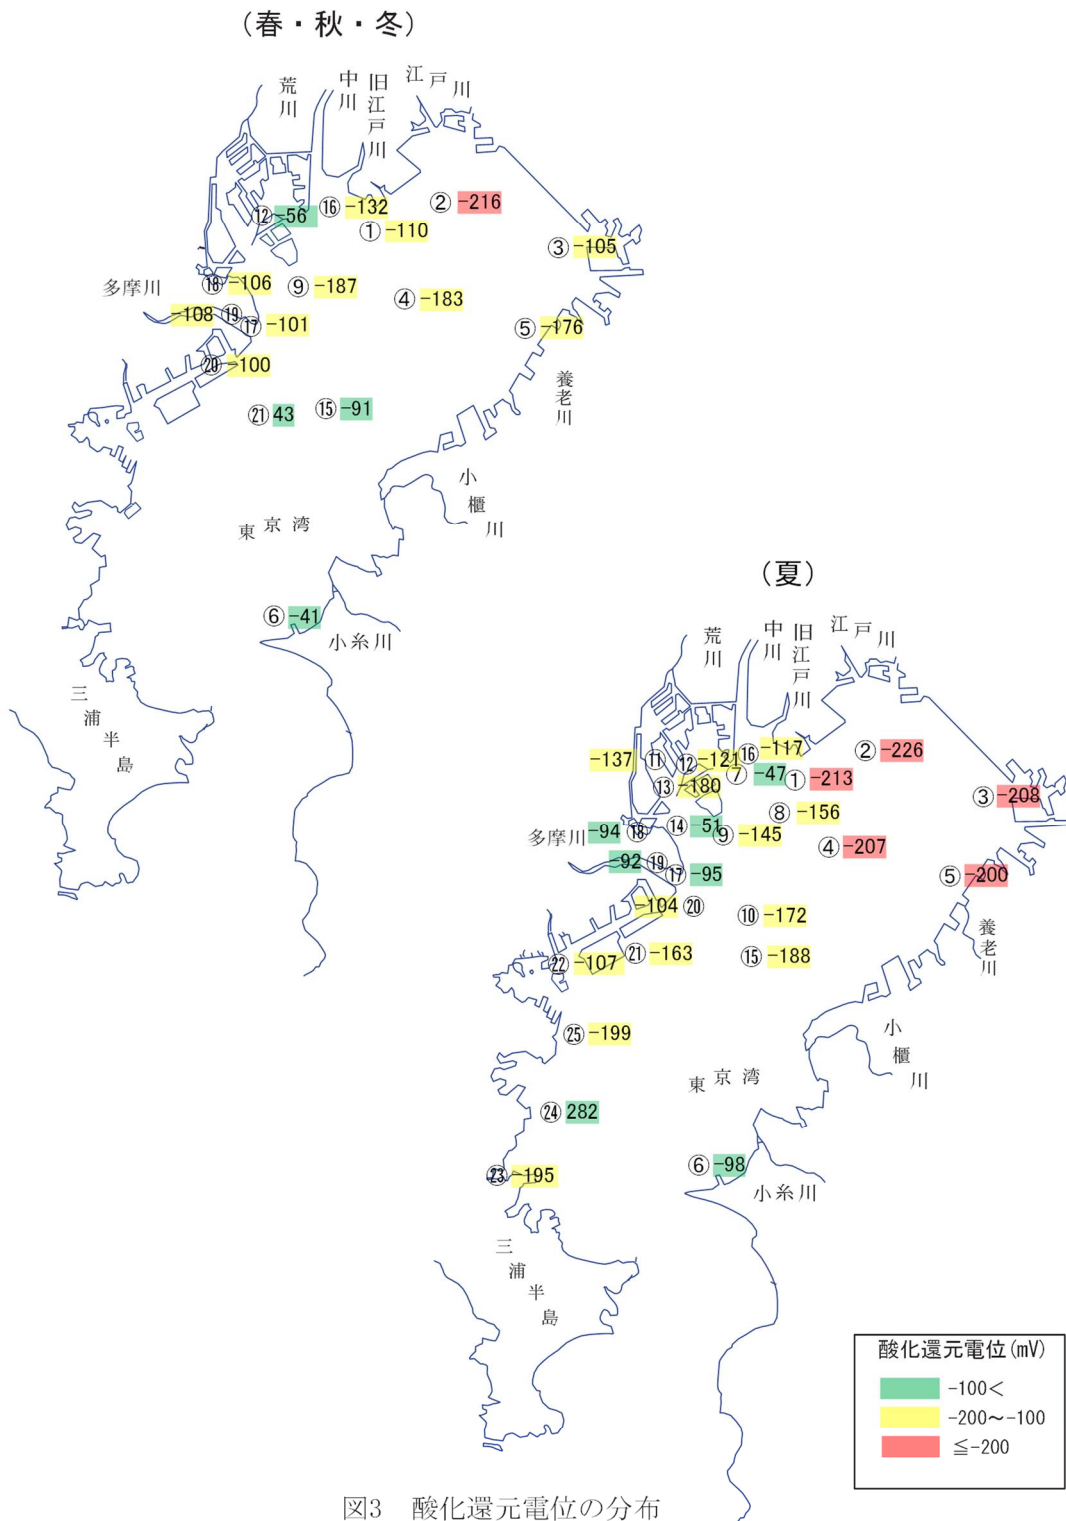 （春・秋・冬）
荒川
中川
旧江戸川
江戸川
⑫ -56
⑯ -132
② -216
① -110
③ -105
多摩川
⑱ -106
⑨ -187
④ -183
-108 ⑲
⑰ -101
⑤ -176
⑳ -100
養老川
㉑ 43
⑮ -91
小櫃川
東京湾
⑥ -41
小糸川
三浦半島
（夏）
荒川
中川
旧江戸川
江戸川
-137 ⑪
⑫ -121
⑯ -117
② -226
⑦ -47
① -213
⑬ -180
③ -208
⑧ -156
多摩川
-94 ⑱
⑭ -51
⑨ -145
④ -207
-92 ⑲
⑰ -95
⑤ -200
-104 ⑳
⑩ -172
養老川
㉒ -107
㉑ -163
⑮ -188
㉕ -199
小櫃川
東京湾
㉔ 282
⑥ -98
㉓ -195
小糸川
三浦半島
酸化還元電位(mV)
-100＜
-200～-100
≦-200
図3　酸化還元電位の分布